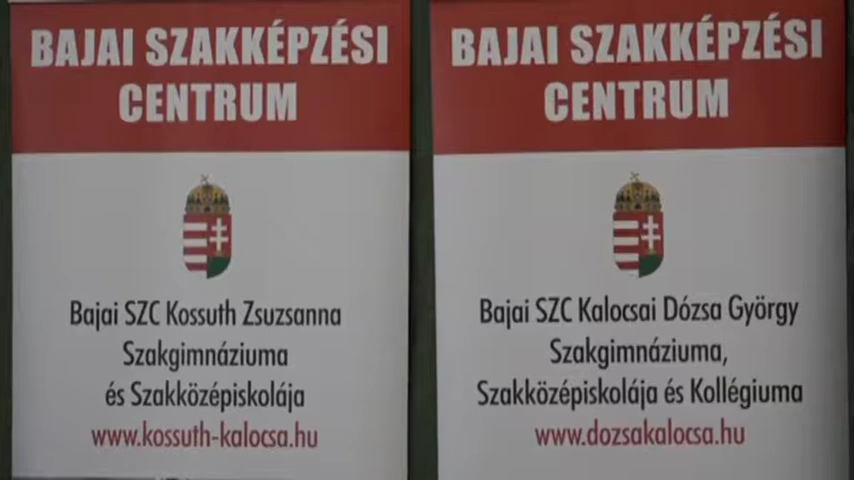 BAJAI SZAKKÉPZÉSI
CENTRUM
Bajai SZC Kossuth Zsuzsanna
Szakgimnáziuma
és Szakközépiskolája
www.kossuth-kalocsa.hu
BAJAI SZAKKÉPZÉSI
CENTRUM
Bajai SZC Kalocsai Dózsa György
Szakgimnáziuma,
Szakközépiskolája és Kollégiuma
www.dozsakalocsa.hu